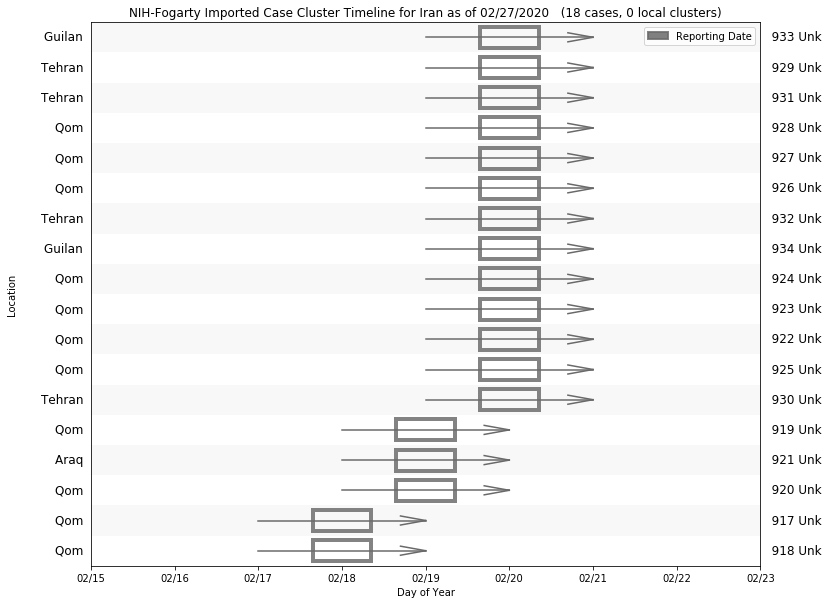 NIH-Fogarty Imported Case Cluster Timeline for Iran as of 02/27/2020 (18 cases, 0 local clusters)
Reporting Date
Guilan 933 Unk
Tehran 929 Unk
Tehran 931 Unk
Qom 928 Unk
Qom 927 Unk
Qom 926 Unk
Tehran 932 Unk
Guilan 934 Unk
Qom 924 Unk
Qom 923 Unk
Qom 922 Unk
Qom 925 Unk
Tehran 930 Unk
Qom 919 Unk
Araq 921 Unk
Qom 920 Unk
Qom 917 Unk
Qom 918 Unk
Location
02/15 02/16 02/17 02/18 02/19 02/20 02/21 02/22 02/23
Day of Year